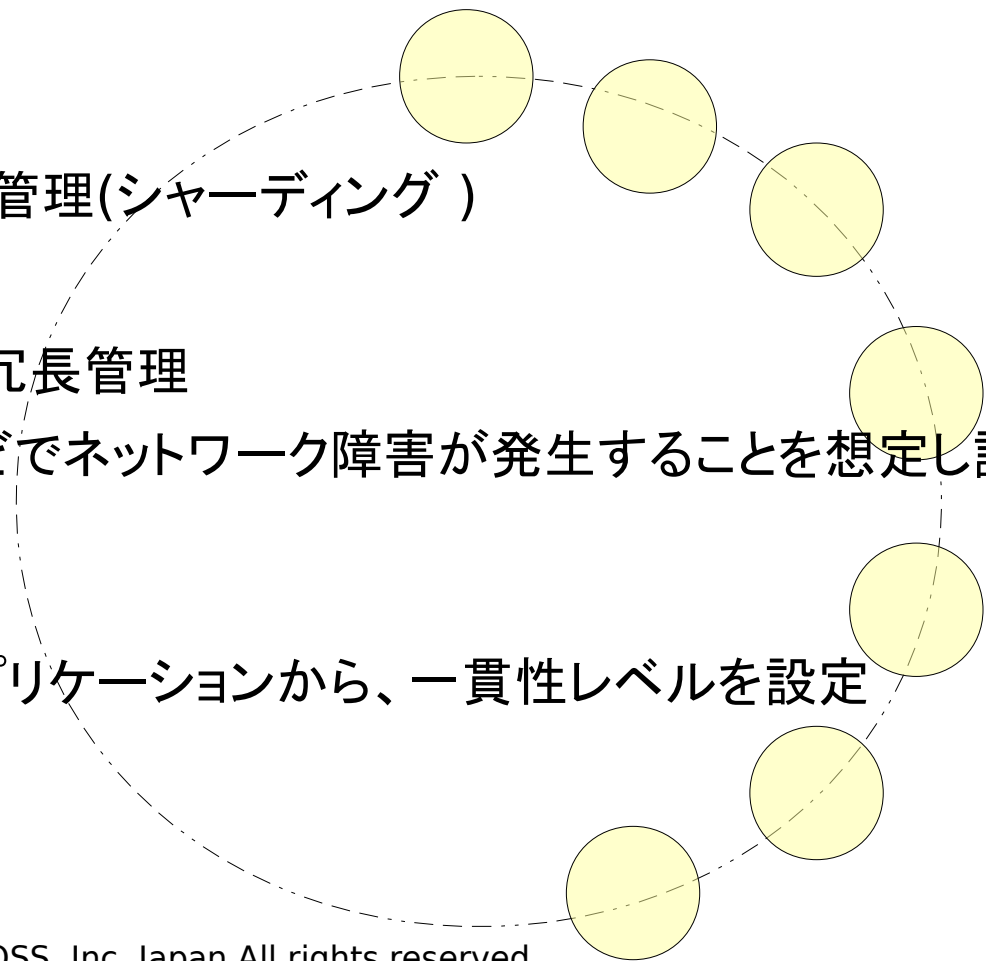 管理(シャーディング )
冗長管理
どでネットワーク障害が発生することを想定し
プリケーションから、一貫性レベルを設定
OSS, Inc. Japan All rights reserved